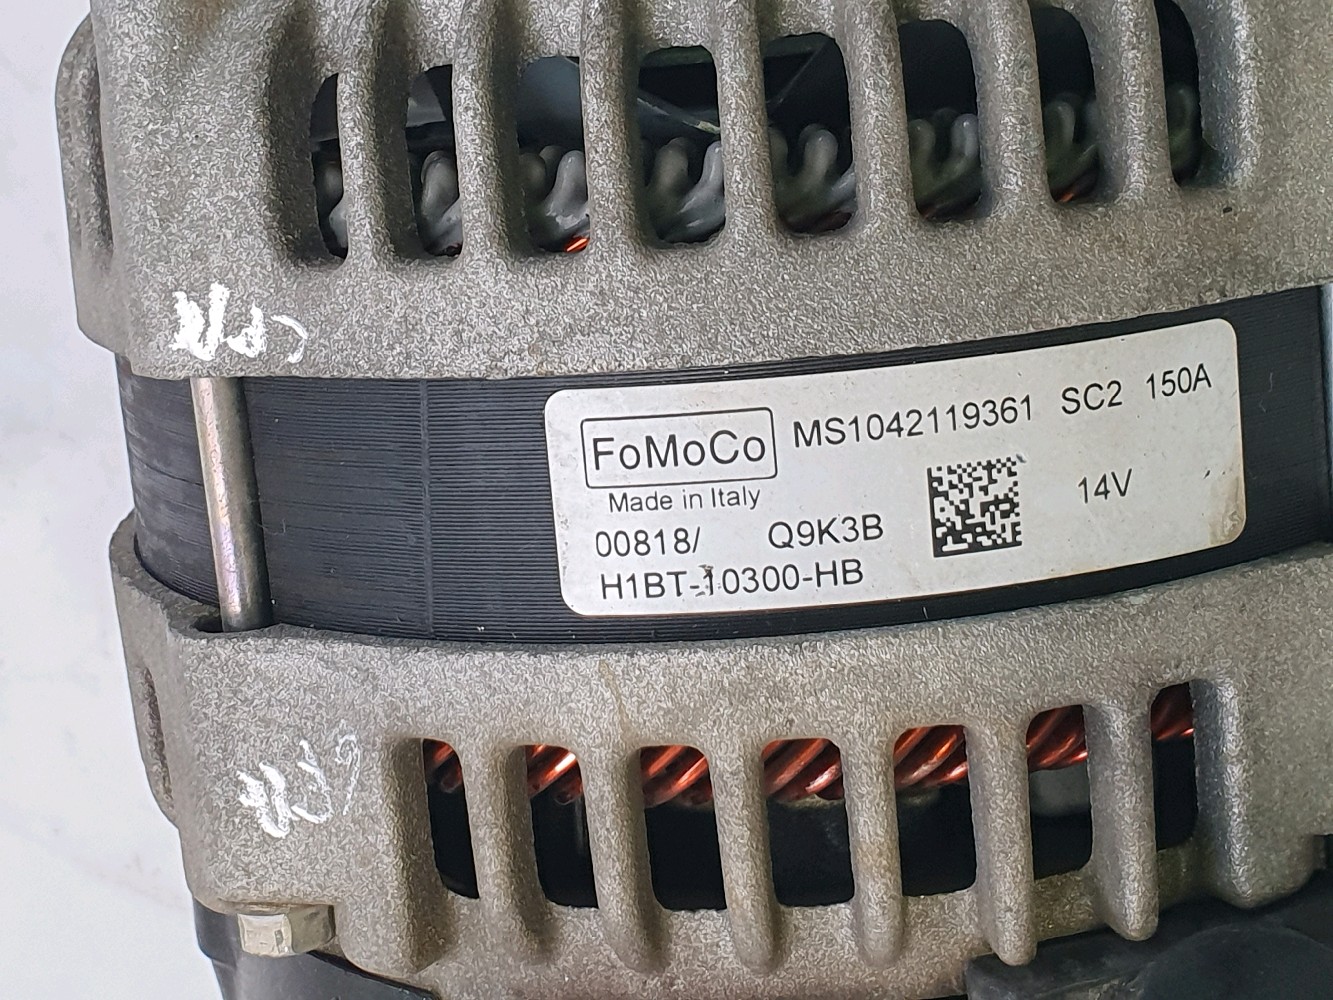 FoMoCo MS1042119361 SC2 150A
Made in Italy 14V
00818/ Q9K3B
H1BT-10300-HB